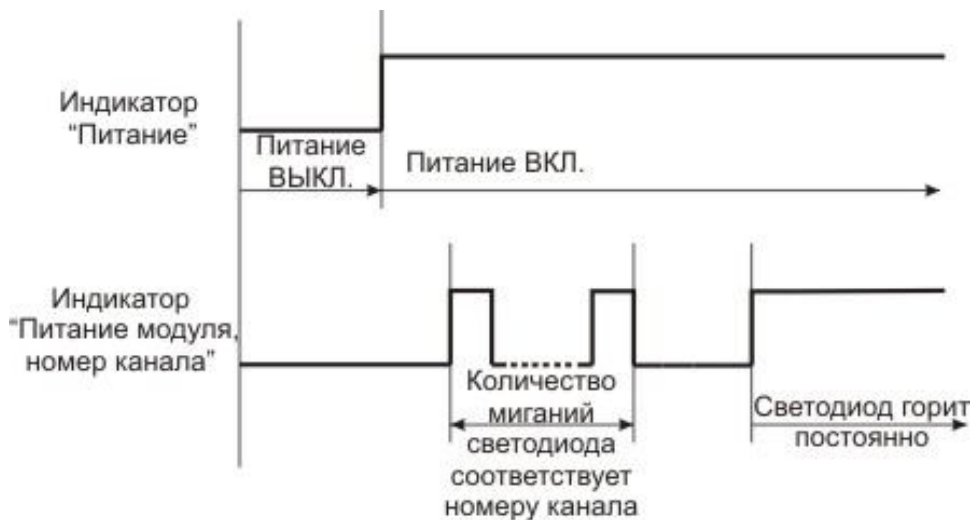 Индикатор
“Питание”
Питание
ВЫКЛ.
Питание ВКЛ.
Индикатор
“Питание модуля,
номер канала”
Количество
миганий
светодиода
соответствует
номеру канала
Светодиод горит
постоянно